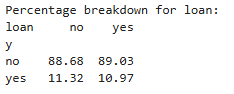 Percentage breakdown for loan:
loan no yes
y
no 88.68 89.03
yes 11.32 10.97